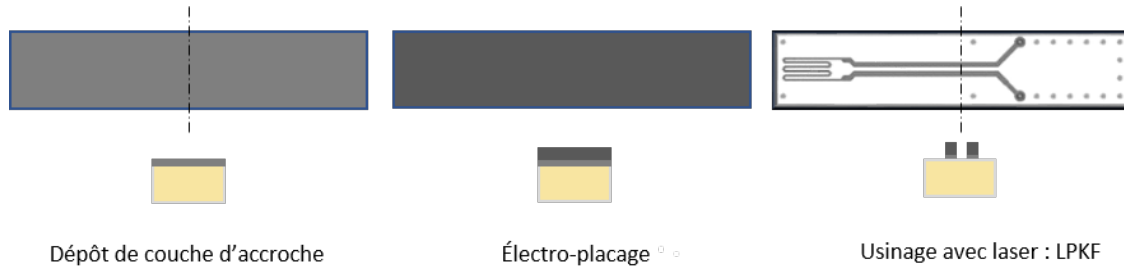 Dépôt de couche d’accroche
Électro-placage
Usinage avec laser : LPKF